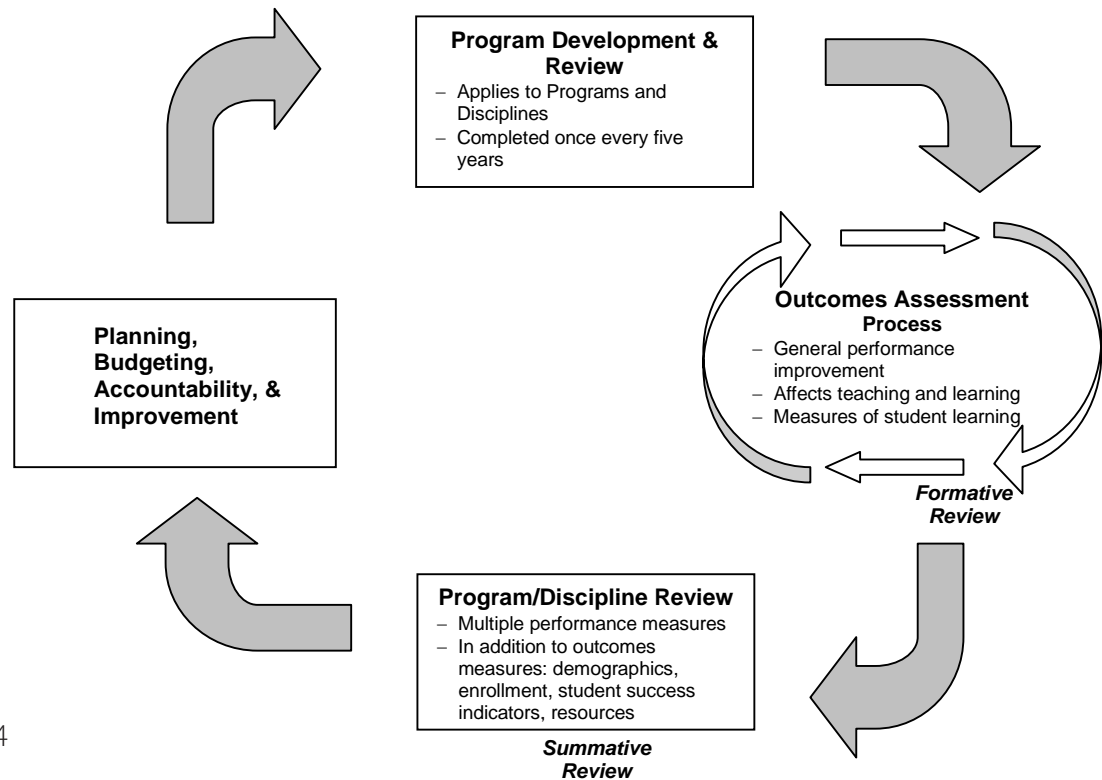 Program Development &
Review
– Applies to Programs and
Disciplines
– Completed once every five
years
Outcomes Assessment
Process
– General performance
improvement
– Affects teaching and learning
– Measures of student learning
Formative
Review
Planning,
Budgeting,
Accountability, &
Improvement
Program/Discipline Review
– Multiple performance measures
– In addition to outcomes
measures: demographics,
enrollment, student success
indicators, resources
Summative
Review
4